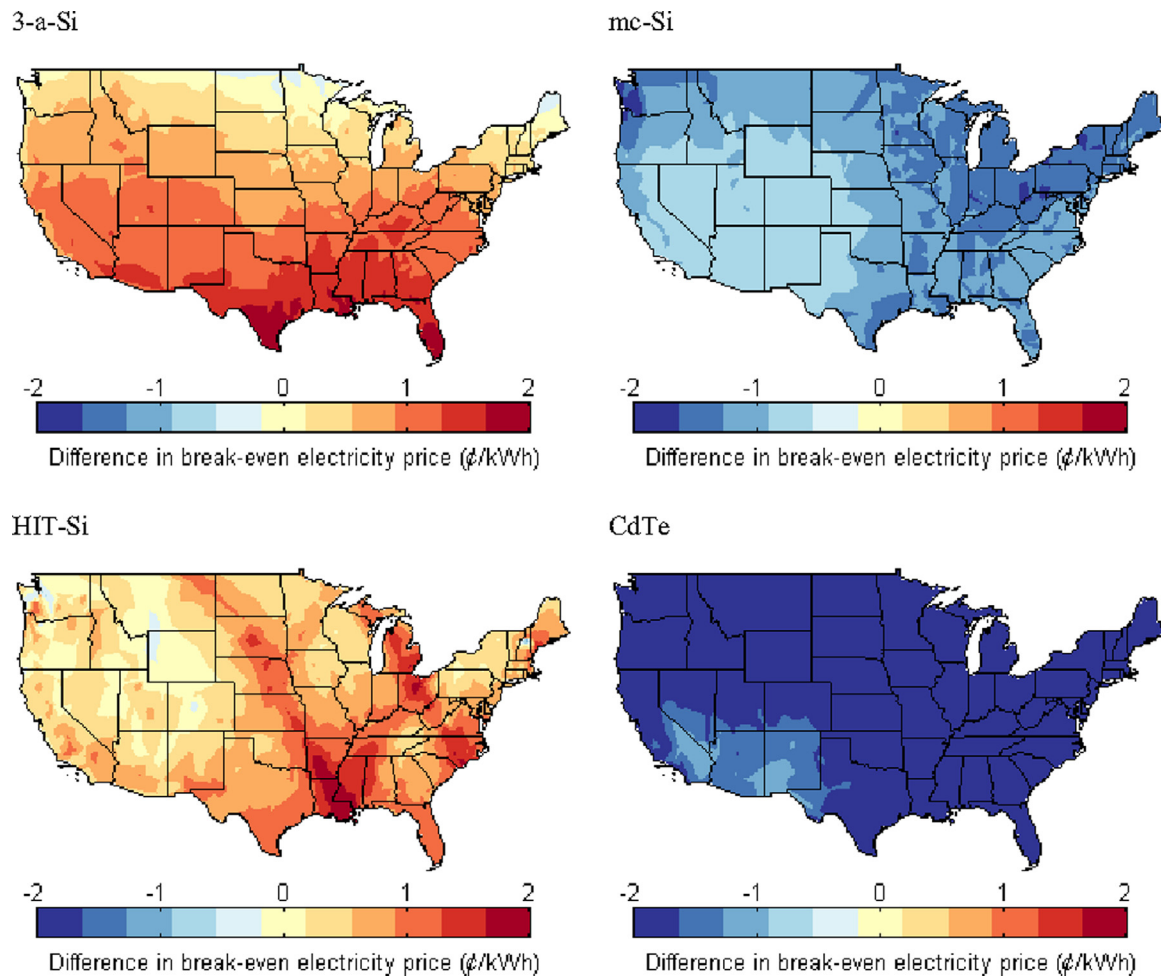 3-a-Si
mc-Si
-2 -1 0 1 2
Difference in break-even electricity price (¢/kWh)
-2 -1 0 1 2
Difference in break-even electricity price (¢/kWh)
HIT-Si
CdTe
-2 -1 0 1 2
Difference in break-even electricity price (¢/kWh)
-2 -1 0 1 2
Difference in break-even electricity price (¢/kWh)